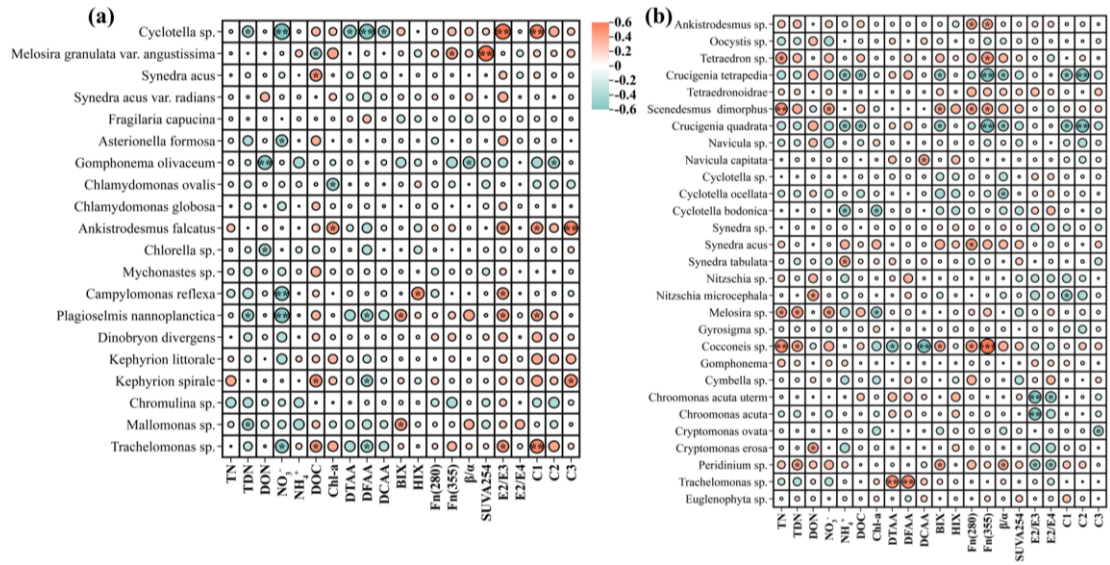 (a)
Cyclotella sp.
Melosira granulata var. angustissima
Synedra acus
Synedra acus var. radians
Fragilaria capucina
Asterionella formosa
Gomphonema olivaceum
Chlamydomonas ovalis
Chlamydomonas globosa
Ankistrodesmus falcatus
Chlorella sp.
Mychonastes sp.
Campylomonas reflexa
Plagioselmis nannoplanctica
Dinobryon divergens
Kephyrion littorale
Kephyrion spirale
Chromulina sp.
Mallomonas sp.
Trachelomonas sp.
TN
TDN
DON
NO₃⁻
NH₄⁺
DOC
Chl-a
DTAA
DFAA
DCAA
BIX
HIX
Fn(280)
Fn(355)
β/α
SUVA254
E2/E3
E2/E4
C1
C2
C3
0.6
0.4
0.2
0
-0.2
-0.4
-0.6
(b)
Ankistrodesmus sp.
Oocystis sp.
Tetraedron sp.
Crucigenia tetrapedia
Tetraedronoidrae
Scenedesmus dimorphus
Crucigenia quadrata
Navicula sp.
Navicula capitata
Cyclotella sp.
Cyclotella ocellata
Cyclotella bodonica
Synedra sp.
Synedra acus
Synedra tabulata
Nitzschia sp.
Nitzschia microcephala
Melosira sp.
Gyrosigma sp.
Cocconeis sp.
Gomphonema
Cymbella sp.
Chroomonas acuta uterm
Chroomonas acuta
Cryptomonas ovata
Cryptomonas erosa
Peridinium sp.
Trachelomonas sp.
Euglenophyta sp.
TN
TDN
DON
NO₃⁻
NH₄⁺
DOC
Chl-a
DTAA
DFAA
DCAA
BIX
HIX
Fn(280)
Fn(355)
β/α
SUVA254
E2/E3
E2/E4
C1
C2
C3